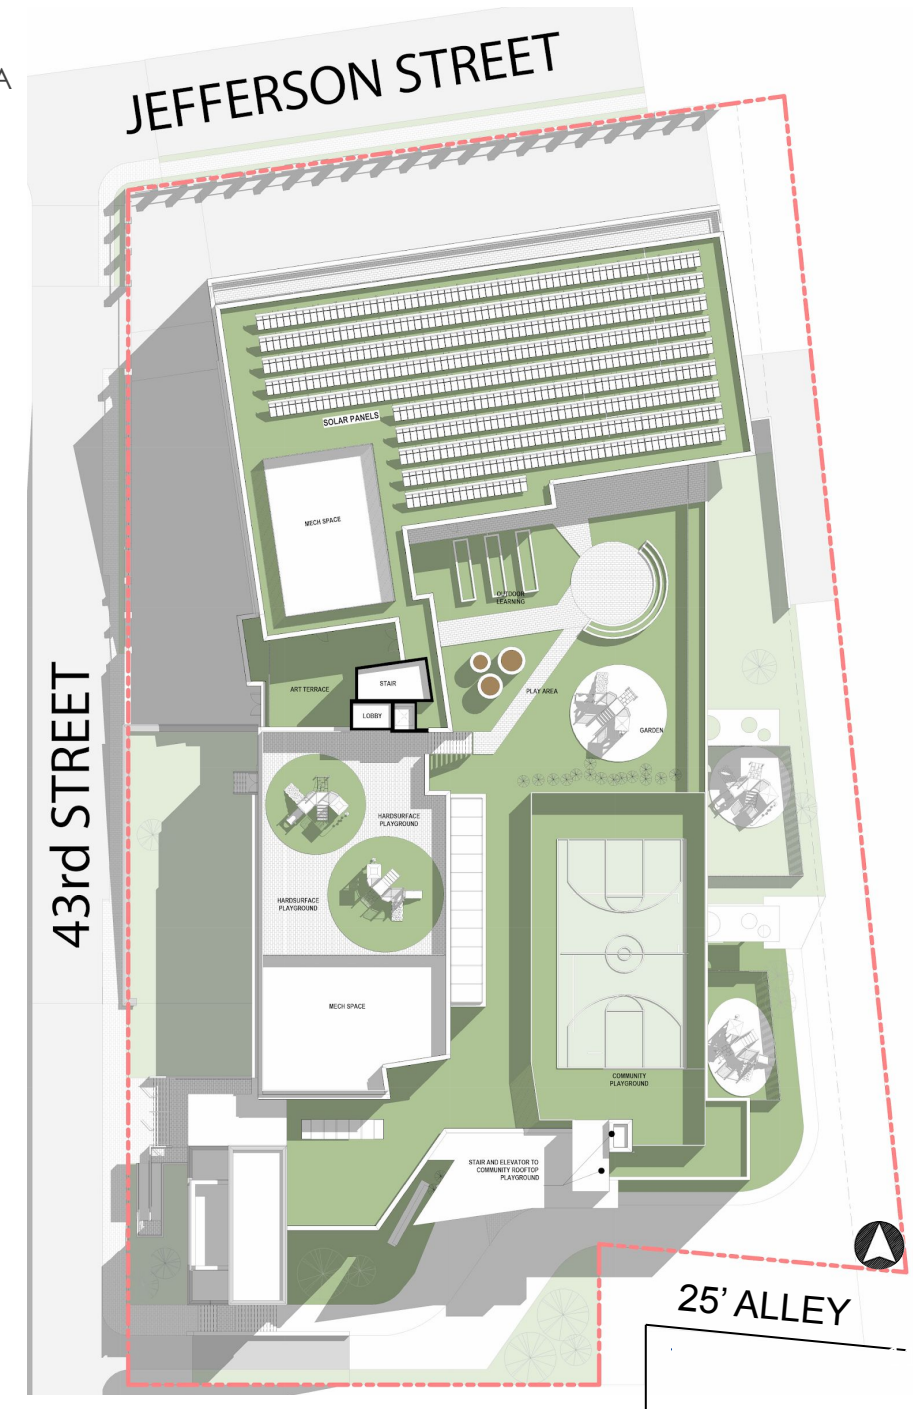 A
JEFFERSON STREET
SOLAR PANELS
MECH SPACE
OUTDOOR
LEARNING
ART TERRACE
STAIR
LOBBY
PLAY AREA
GARDEN
43rd STREET
HARDSURFACE
PLAYGROUND
HARDSURFACE
PLAYGROUND
MECH SPACE
COMMUNITY
PLAYGROUND
STAIR AND ELEVATOR TO
COMMUNITY ROOFTOP
PLAYGROUND
25' ALLEY